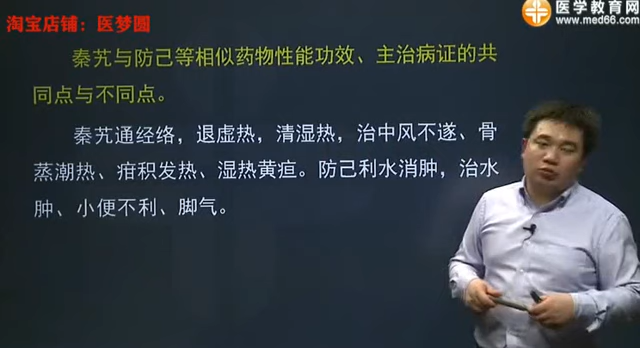 淘宝店铺：医梦圆
医学教育网
www.med66.com
秦艽与防己等相似药物性能功效、主治病证的共
同点与不同点。
秦艽通经络，退虚热，清湿热，治中风不遂、骨
蒸潮热、疳积发热、湿热黄疸。防己利水消肿，治水
肿、小便不利、脚气。